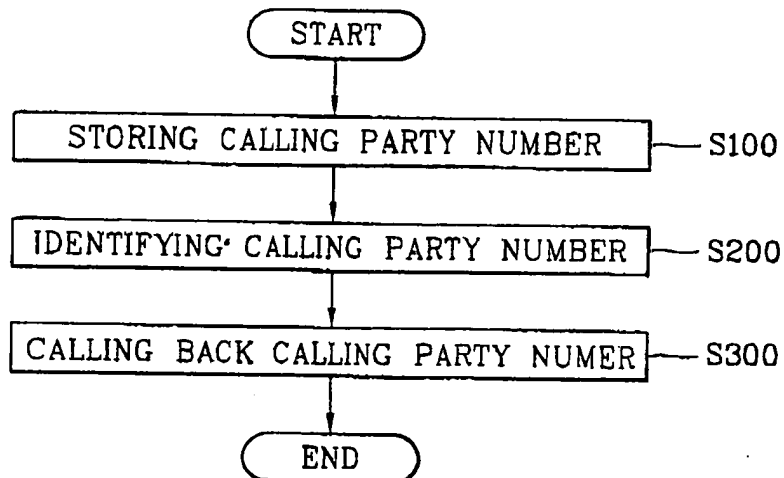 START
STORING CALLING PARTY NUMBER S100
IDENTIFYING CALLING PARTY NUMBER S200
CALLING BACK CALLING PARTY NUMER S300
END